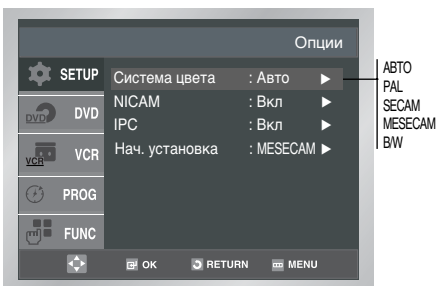 Опции
SETUP
DVD
DVD
VCR
VCR
PROG
FUNC
Система цвета : Авто ►
NICAM : Вкл ►
IPC : Вкл ►
Нач. установка : MESECAM ►
OK
RETURN
MENU
АВТО
PAL
SECAM
MESECAM
B/W